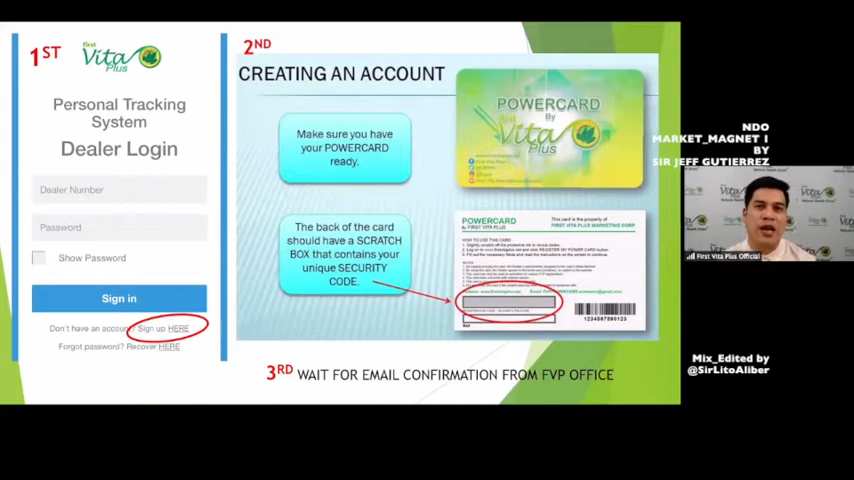 1ST
first
Vita
Plus
Personal Tracking
System
Dealer Login
Dealer Number
Password
Show Password
Sign in
Don't have an account? Sign up HERE
Forgot password? Recover HERE
2ND
CREATING AN ACCOUNT
Make sure you have
your POWERCARD
ready.
The back of the card
should have a SCRATCH
BOX that contains your
unique SECURITY
CODE.
POWERCARD
By
first
Vita
Plus
POWERCARD
By FIRST VITA PLUS
This card is the property of
FIRST VITA PLUS MARKETING CORP.
HOW TO USE THIS CARD
1234567890123
3RD WAIT FOR EMAIL CONFIRMATION FROM FVP OFFICE
NDO
MARKET_MAGNET I
BY
SIR JEFF GUTIERREZ
First Vita Plus Official
Mix_Edited by
@SirLitoAliber